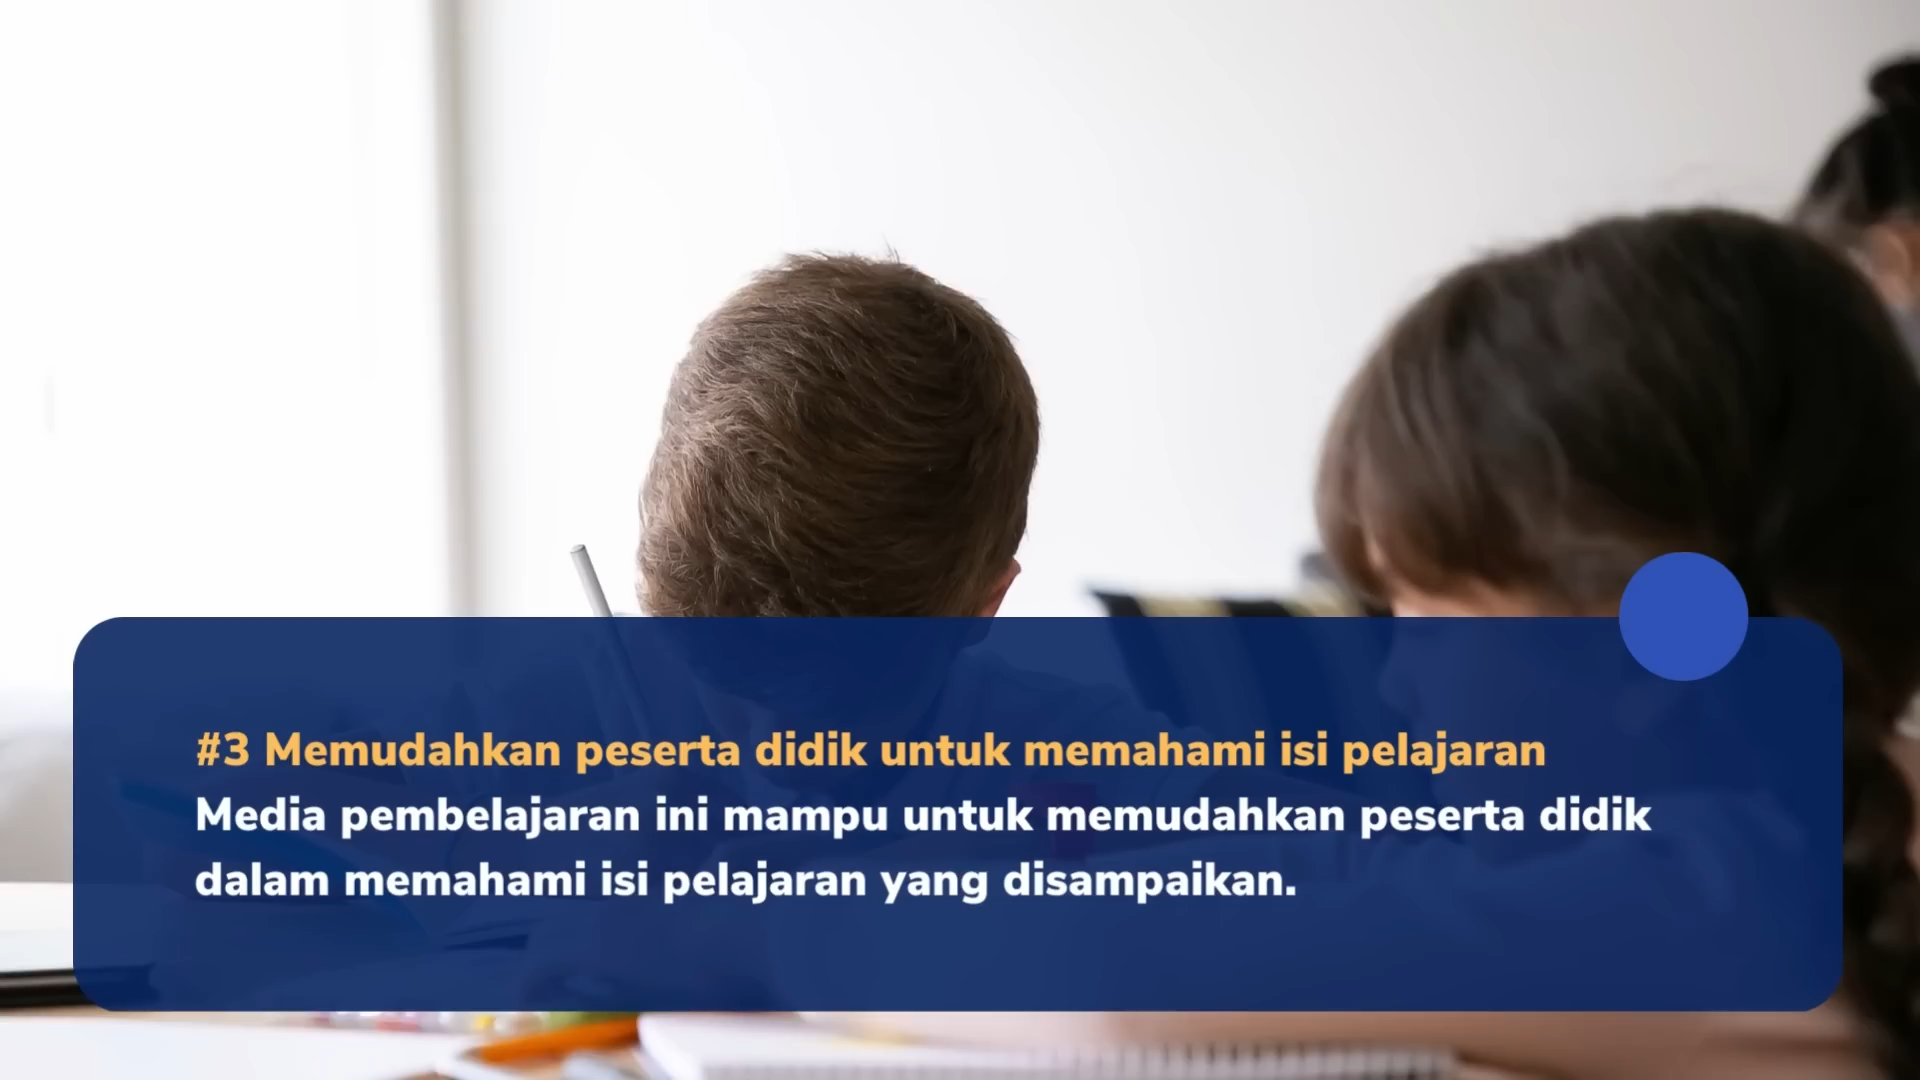 #3 Memudahkan peserta didik untuk memahami isi pelajaran
Media pembelajaran ini mampu untuk memudahkan peserta didik
dalam memahami isi pelajaran yang disampaikan.